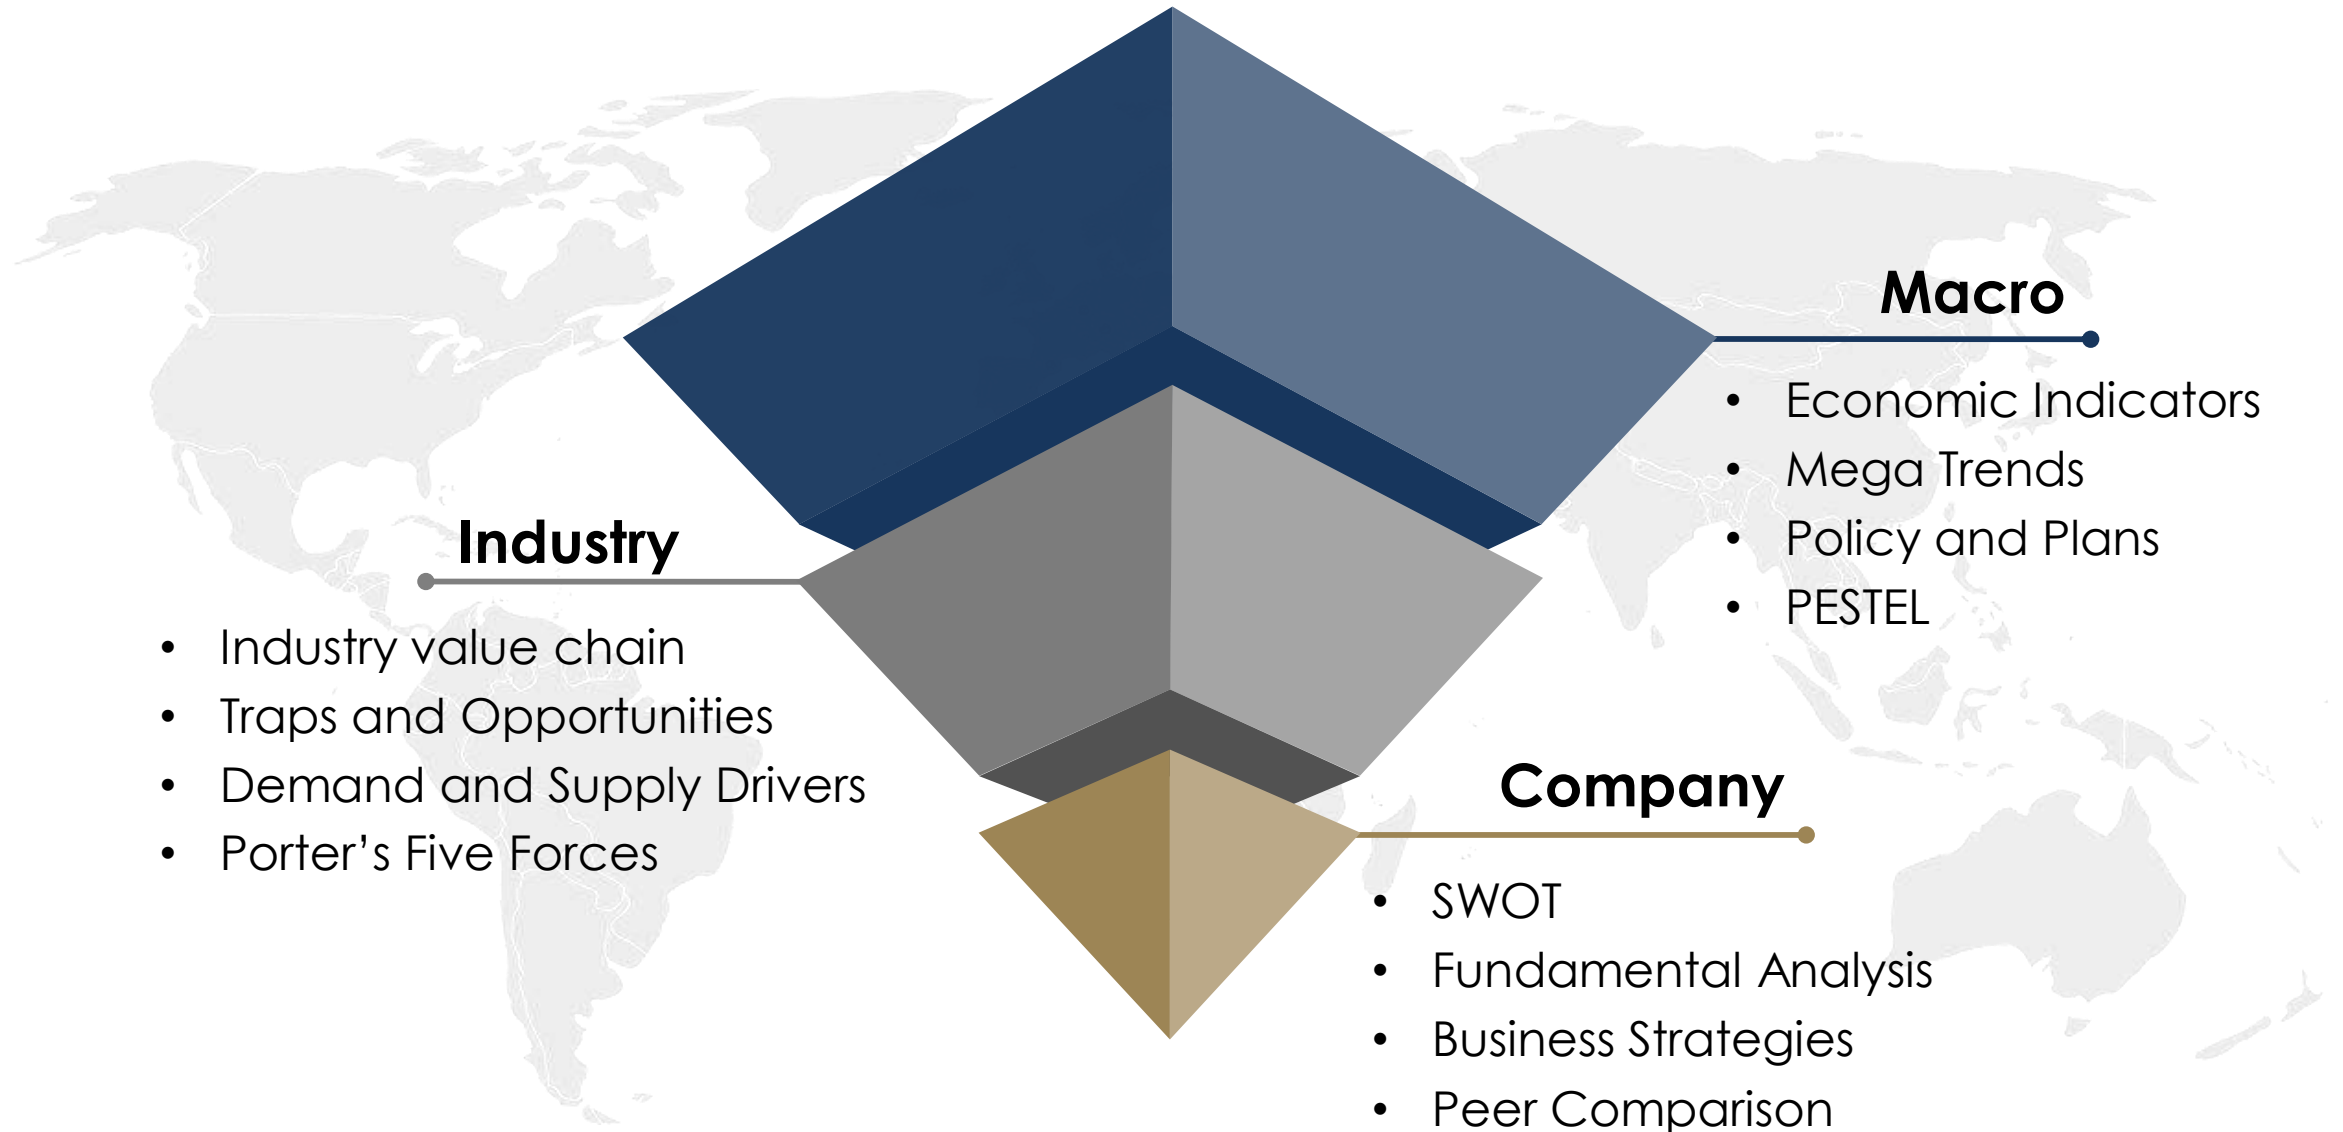 Macro
• Economic Indicators
• Mega Trends
• Policy and Plans
• PESTEL
Industry
• Industry value chain
• Traps and Opportunities
• Demand and Supply Drivers
• Porter’s Five Forces
Company
• SWOT
• Fundamental Analysis
• Business Strategies
• Peer Comparison